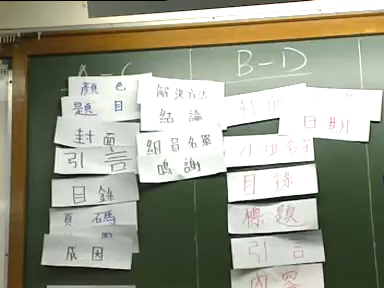 A-C
顏色
題目
封面
引言
目錄
頁碼
成因
解決方法
結論
組員名單
鳴謝
B-D
日期
目錄
標題
引言
內容